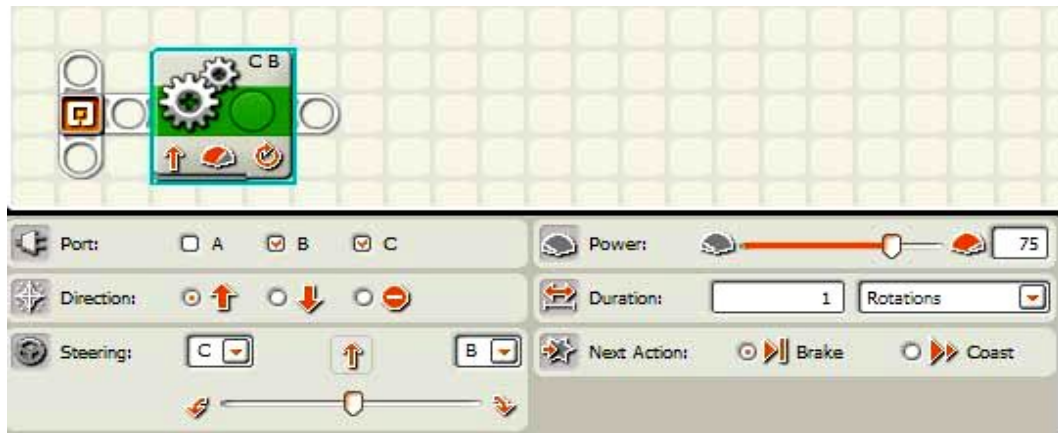 C B
Port: A B C
Power: 75
Direction:
Duration: 1 Rotations
Steering: C B
Next Action: Brake Coast